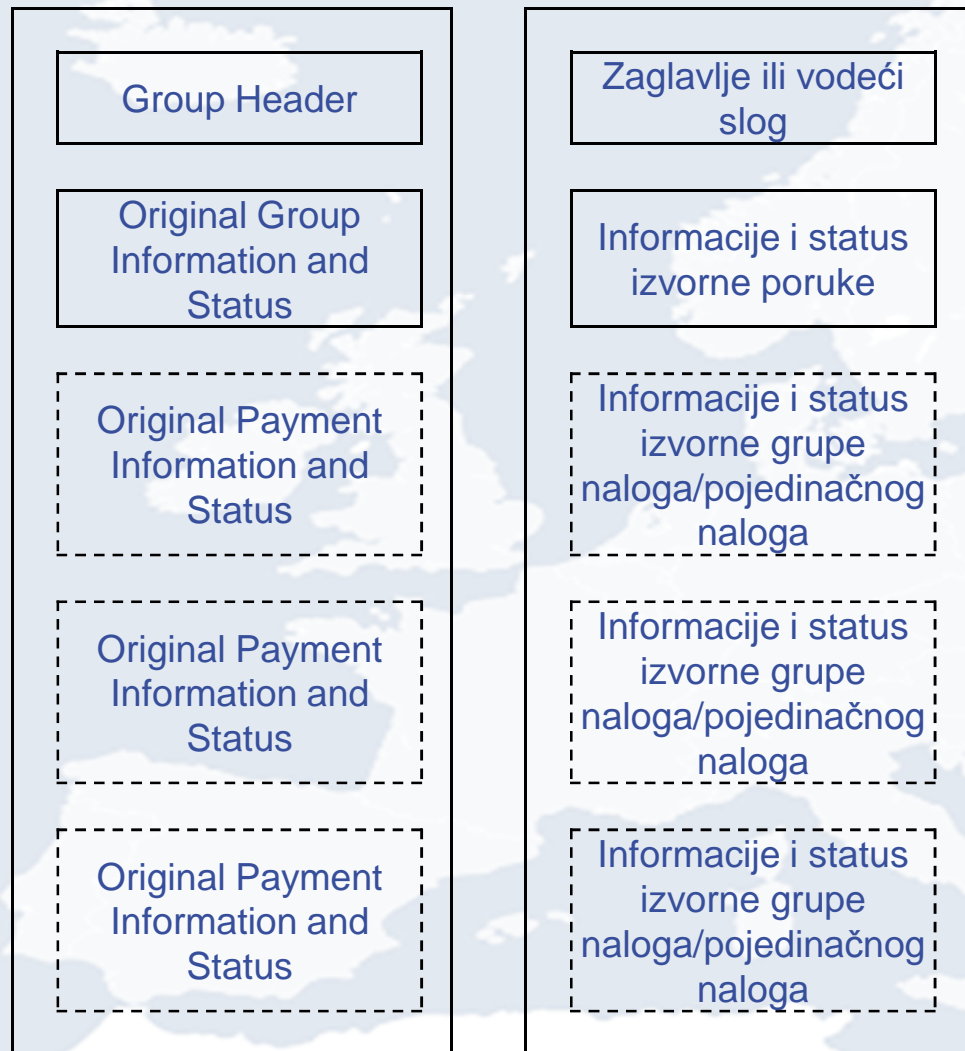 Group Header
Original Group
Information and
Status
Original Payment
Information and
Status
Original Payment
Information and
Status
Original Payment
Information and
Status
Zaglavlje ili vodeći
slog
Informacije i status
izvorne poruke
Informacije i status
izvorne grupe
naloga/pojedinačnog
naloga
Informacije i status
izvorne grupe
naloga/pojedinačnog
naloga
Informacije i status
izvorne grupe
naloga/pojedinačnog
naloga